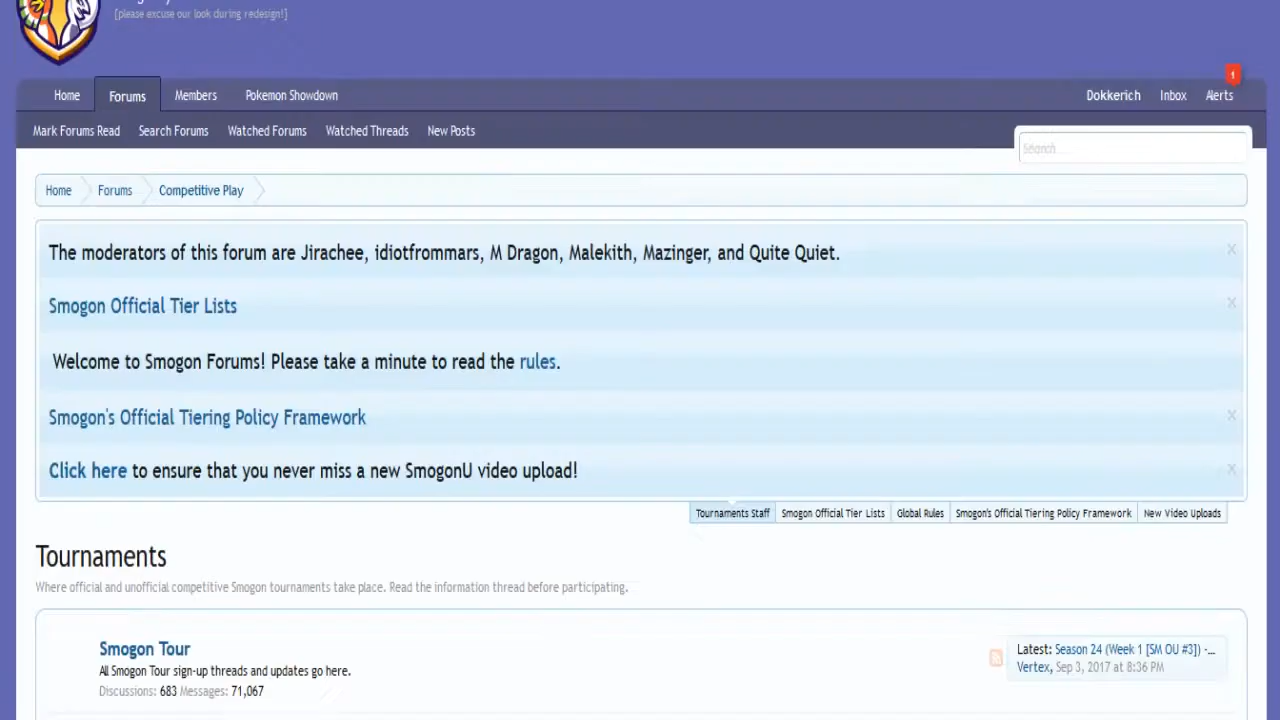 [please excuse our look during redesign!]
1
Home Forums Members Pokemon Showdown Dokkerich Inbox Alerts
Mark Forums Read Search Forums Watched Forums Watched Threads New Posts
Search...
Home Forums Competitive Play
The moderators of this forum are Jirachee, idiotfrommars, M Dragon, Malekith, Mazinger, and Quite Quiet.
Smogon Official Tier Lists
Welcome to Smogon Forums! Please take a minute to read the rules.
Smogon's Official Tiering Policy Framework
Click here to ensure that you never miss a new SmogonU video upload!
Tournaments Staff Smogon Official Tier Lists Global Rules Smogon's Official Tiering Policy Framework New Video Uploads
Tournaments
Where official and unofficial competitive Smogon tournaments take place. Read the information thread before participating.
Smogon Tour
All Smogon Tour sign-up threads and updates go here.
Discussions: 683 Messages: 71,067
Latest: Season 24 (Week 1 [SM OU #3]) -...
Vertex, Sep 3, 2017 at 8:36 PM